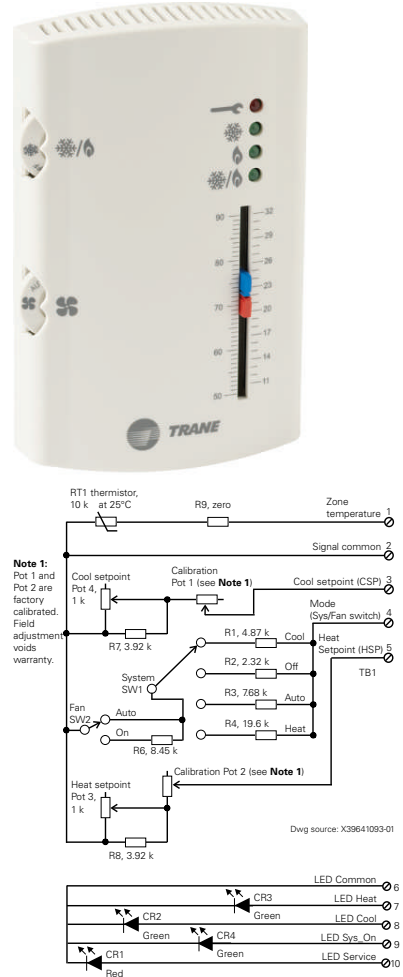 90
80
70
60
50
32
29
26
23
20
17
14
11
TRANE
RT1 thermistor,
10 k at 25°C
R9, zero
Zone
temperature 1
Signal common 2
Note 1:
Pot 1 and
Pot 2 are
factory
calibrated.
Field
adjustment
voids
warranty.
Cool setpoint
Pot 4,
1 k
Calibration
Pot 1 (see Note 1)
Cool setpoint (CSP) 3
R7, 3.92 k
Mode
(Sys/Fan switch) 4
R1, 4.87 k
Cool
Heat
Setpoint (HSP) 5
TB1
R2, 2.32 k
Off
System
SW1
R3, 7.68 k
Auto
Fan
SW2
Auto
On
R6, 8.45 k
R4, 19.6 k
Heat
Heat setpoint
Pot 3,
1 k
Calibration Pot 2 (see Note 1)
R8, 3.92 k
Dwg source: X39641093-01
LED Common 6
CR3
Green
LED Heat 7
CR2
Green
LED Cool 8
CR4
Green
LED Sys_On 9
CR1
Red
LED Service 10